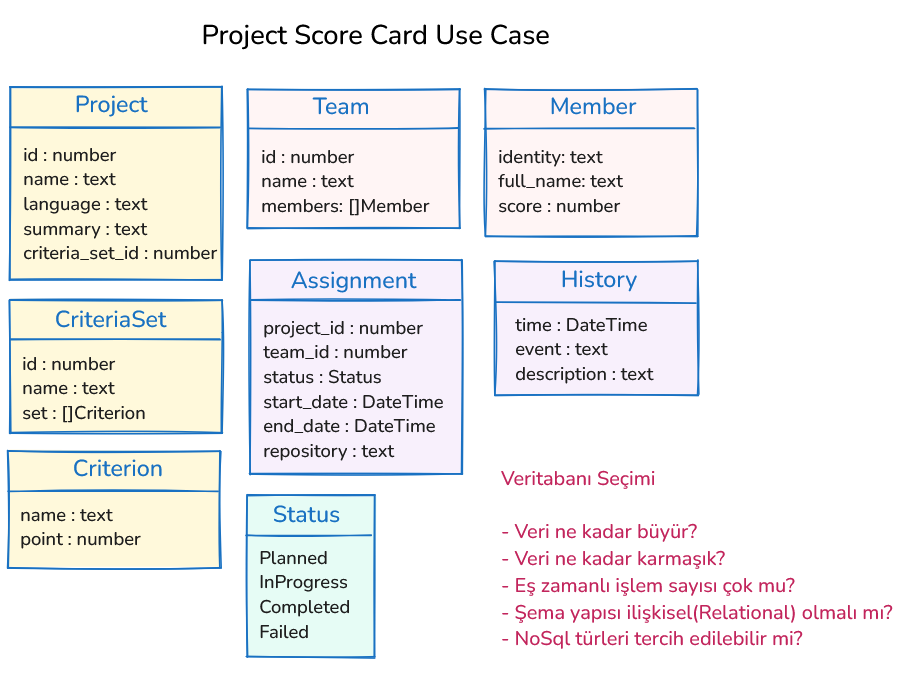 Project Score Card Use Case
Project
id : number
name : text
language : text
summary : text
criteria_set_id : number
Team
id : number
name : text
members: []Member
Member
identity: text
full_name: text
score : number
CriteriaSet
id : number
name : text
set : []Criterion
Assignment
project_id : number
team_id : number
status : Status
start_date : DateTime
end_date : DateTime
repository : text
History
time : DateTime
event : text
description : text
Criterion
name : text
point : number
Status
Planned
InProgress
Completed
Failed
Veritabanı Seçimi
- Veri ne kadar büyür?
- Veri ne kadar karmaşık?
- Eş zamanlı işlem sayısı çok mu?
- Şema yapısı ilişkisel(Relational) olmalı mı?
- NoSql türleri tercih edilebilir mi?